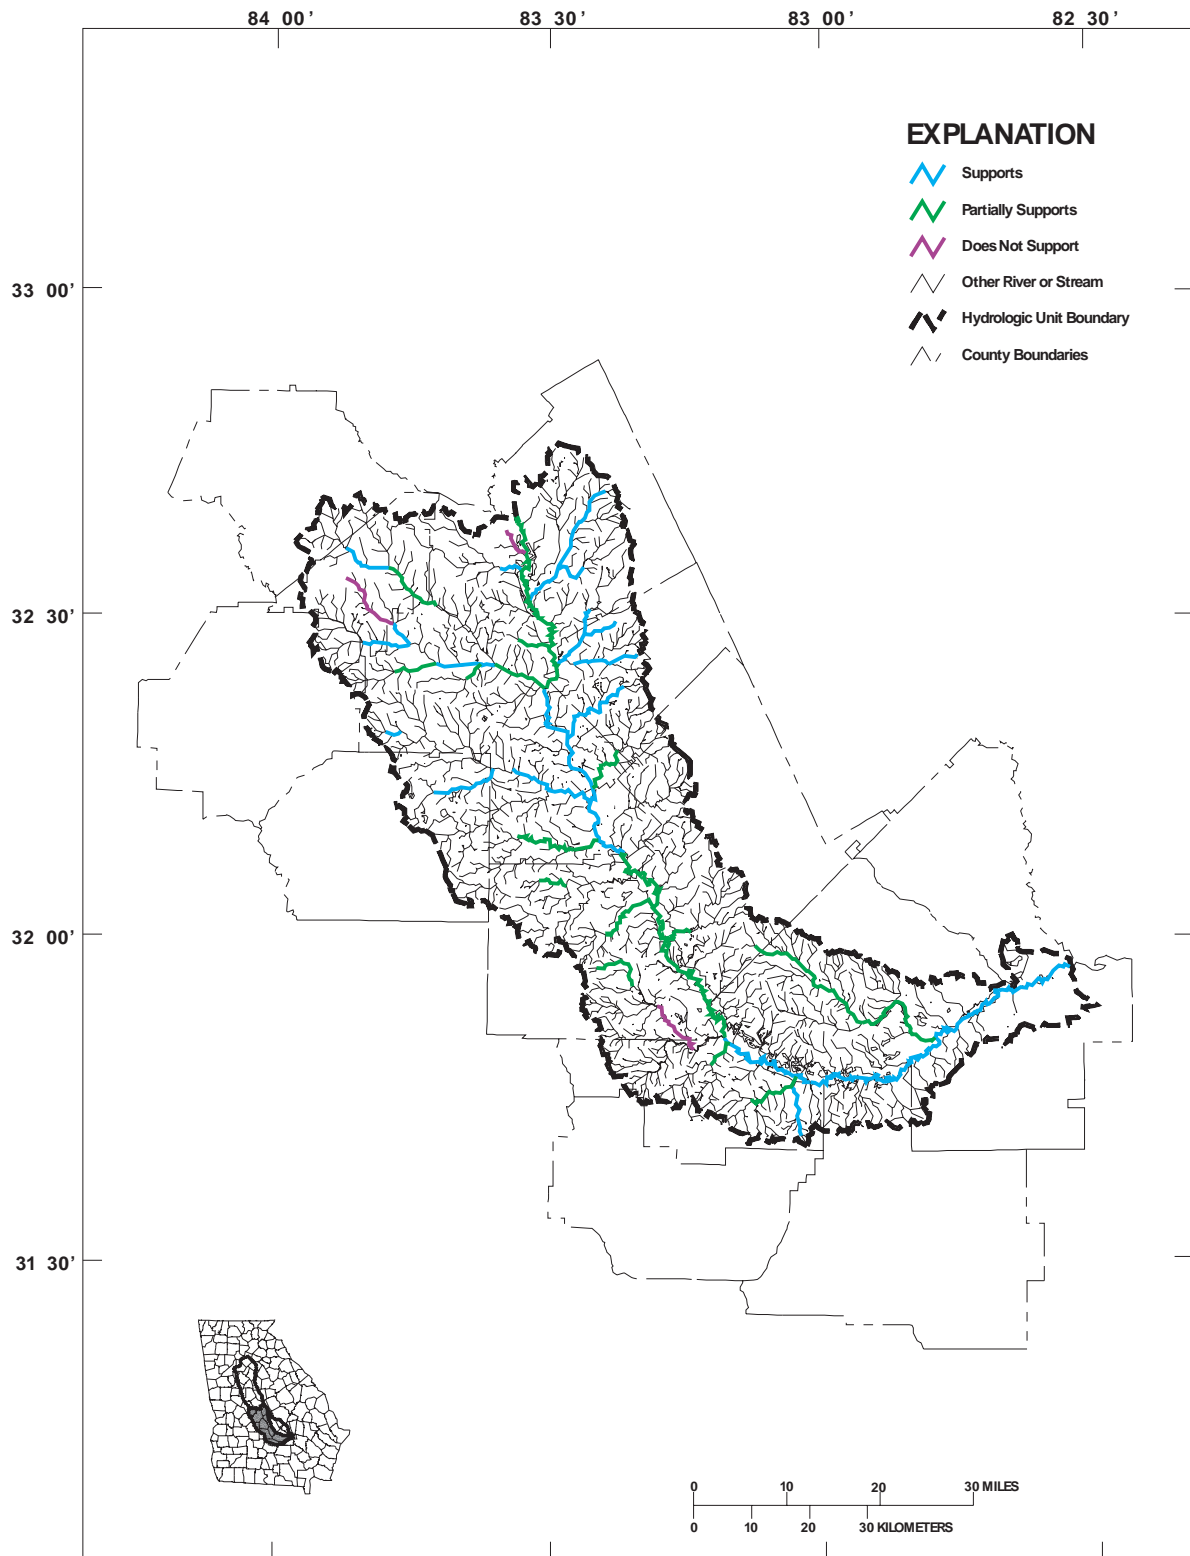 84 00' 83 30' 83 00' 82 30'
EXPLANATION
Supports
Partially Supports
Does Not Support
Other River or Stream
Hydrologic Unit Boundary
County Boundaries
33 00'
32 30'
32 00'
31 30'
0 10 20 30 MILES
0 10 20 30 KILOMETERS